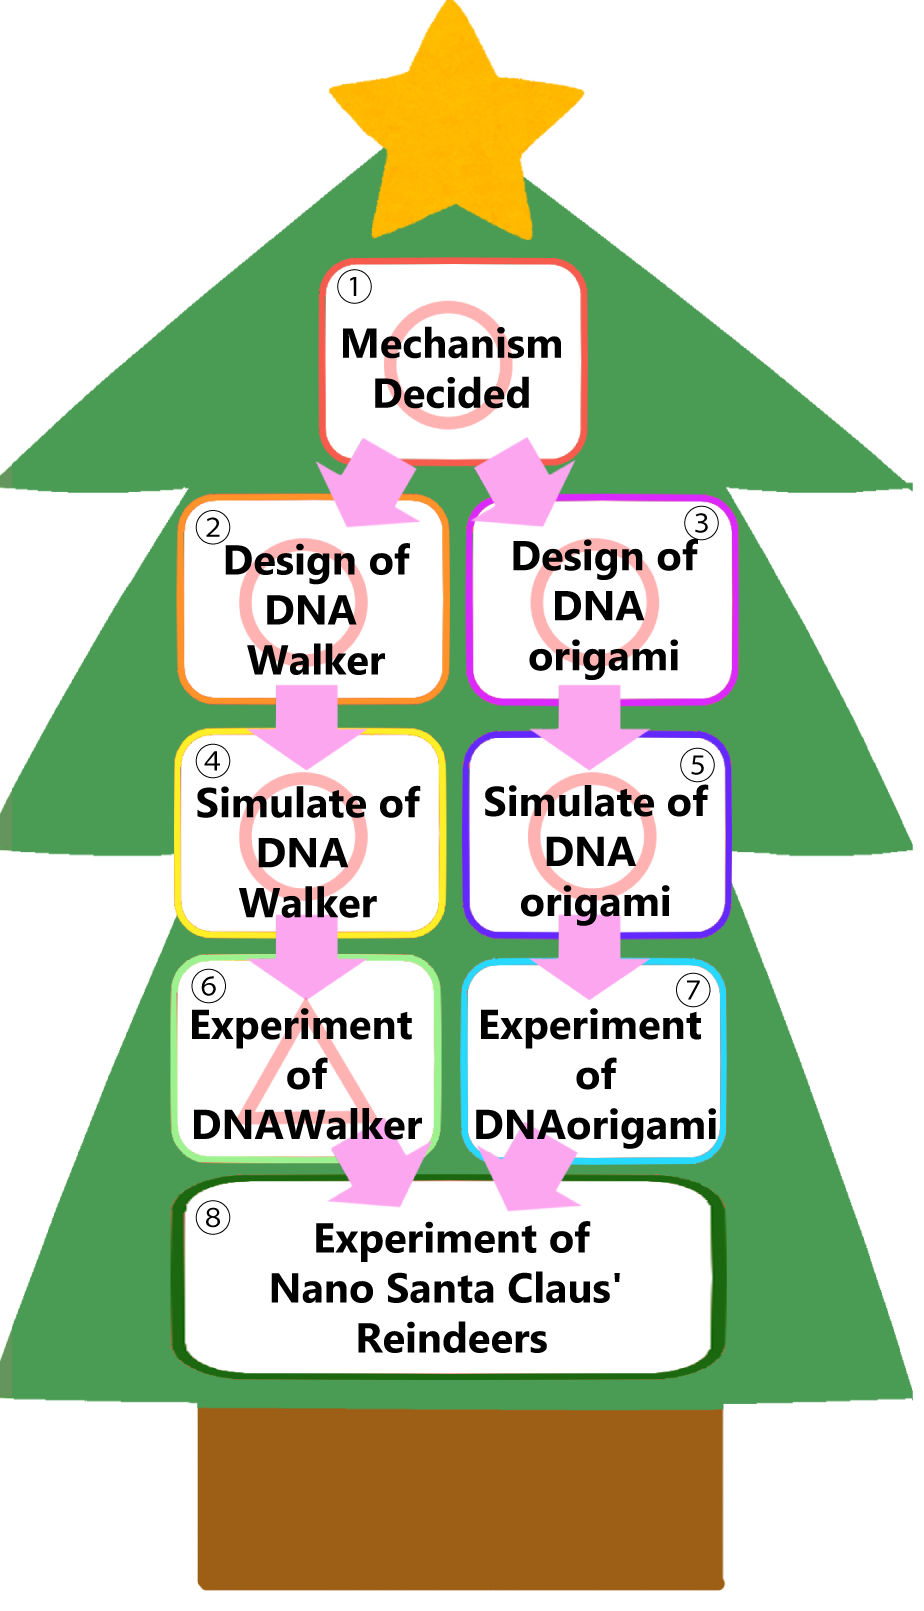 ①
Mechanism
Decided
②
Design of
DNA
Walker
③
Design of
DNA
origami
④
Simulate of
DNA
Walker
⑤
Simulate of
DNA
origami
⑥
Experiment
of
DNAWalker
⑦
Experiment
of
DNAorigami
⑧
Experiment of
Nano Santa Claus'
Reindeers